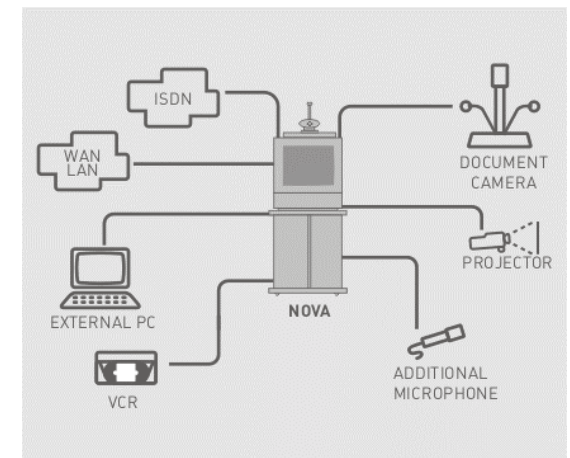 ISDN
WAN
LAN
DOCUMENT
CAMERA
PROJECTOR
EXTERNAL PC
NOVA
ADDITIONAL
MICROPHONE
VCR